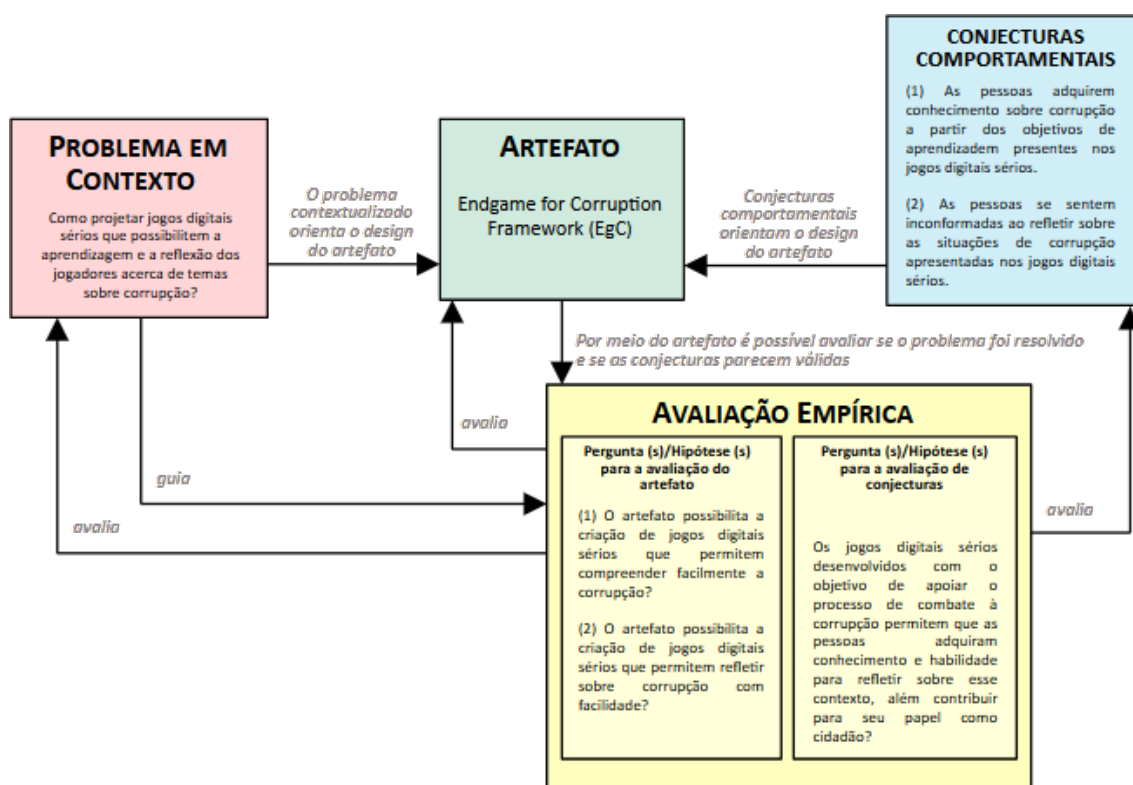 PROBLEMA EM
CONTEXTO
Como projetar jogos digitais
sérios que possibilitem a
aprendizagem e a reflexão dos
jogadores acerca de temas
sobre corrupção?
O problema
contextualizado
orienta o design
do artefato
ARTEFATO
Endgame for Corruption
Framework (EgC)
Conjecturas
comportamentais
orientam o design
do artefato
CONJECTURAS
COMPORTAMENTAIS
(1) As pessoas adquirem
conhecimento sobre corrupção
a partir dos objetivos de
aprendizadem presentes nos
jogos digitais sérios.
(2) As pessoas se sentem
inconformadas ao refletir sobre
as situações de corrupção
apresentadas nos jogos digitais
sérios.
Por meio do artefato é possível avaliar se o problema foi resolvido
e se as conjecturas parecem válidas
avalia
guia
avalia
avalia
AVALIAÇÃO EMPÍRICA
Pergunta (s)/Hipótese (s)
para a avaliação do
artefato
(1) O artefato possibilita a
criação de jogos digitais
sérios que permitem
compreender facilmente a
corrupção?
(2) O artefato possibilita a
criação de jogos digitais
sérios que permitem refletir
sobre corrupção com
facilidade?
Pergunta (s)/Hipótese (s)
para a avaliação de
conjecturas
Os jogos digitais sérios
desenvolvidos com o
objetivo de apoiar o
processo de combate à
corrupção permitem que as
pessoas adquiram
conhecimento e habilidade
para refletir sobre esse
contexto, além contribuir
para seu papel como
cidadão?